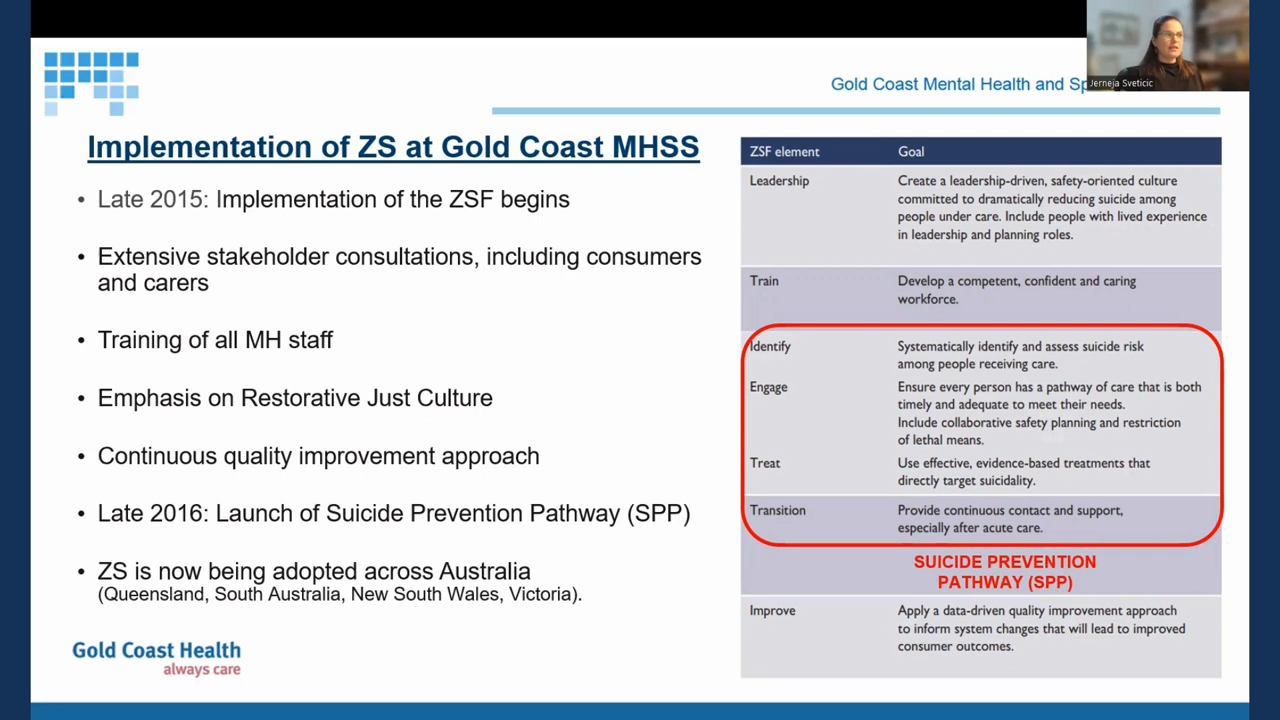 Jerneja Sveticic
Gold Coast Mental Health and Sp
Implementation of ZS at Gold Coast MHSS
• Late 2015: Implementation of the ZSF begins
• Extensive stakeholder consultations, including consumers
and carers
• Training of all MH staff
• Emphasis on Restorative Just Culture
• Continuous quality improvement approach
• Late 2016: Launch of Suicide Prevention Pathway (SPP)
• ZS is now being adopted across Australia
(Queensland, South Australia, New South Wales, Victoria).
Gold Coast Health
always care
ZSF element Goal
Leadership Create a leadership-driven, safety-oriented culture
committed to dramatically reducing suicide among
people under care. Include people with lived experience
in leadership and planning roles.
Train Develop a competent, confident and caring
workforce.
Identify Systematically identify and assess suicide risk
among people receiving care.
Engage Ensure every person has a pathway of care that is both
timely and adequate to meet their needs.
Include collaborative safety planning and restriction
of lethal means.
Treat Use effective, evidence-based treatments that
directly target suicidality.
Transition Provide continuous contact and support,
especially after acute care.
SUICIDE PREVENTION
PATHWAY (SPP)
Improve Apply a data-driven quality improvement approach
to inform system changes that will lead to improved
consumer outcomes.